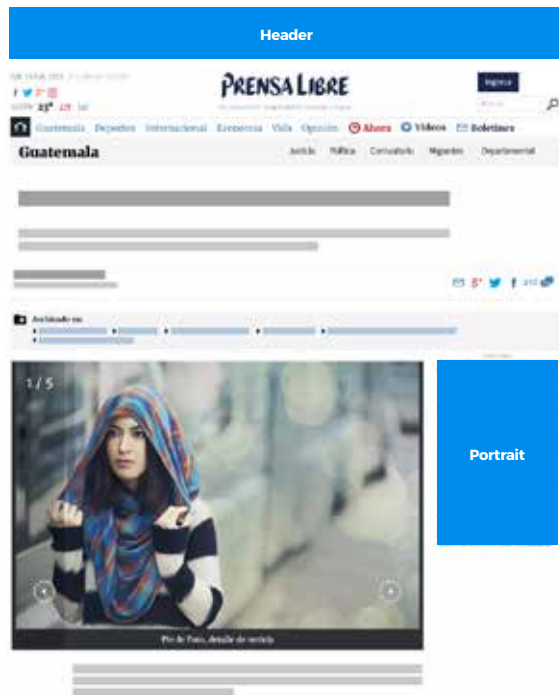 Header
PRENSA LIBRE
Ingresa
23°
Guatemala Deportes Internacional Economía Vida Opinión Ahora Videos Boletines
Guatemala
Justicia Política Comunitario Migrantes Departamental
Archivado en:
1 / 5
Portrait
Pie de Foto, detalle de noticia